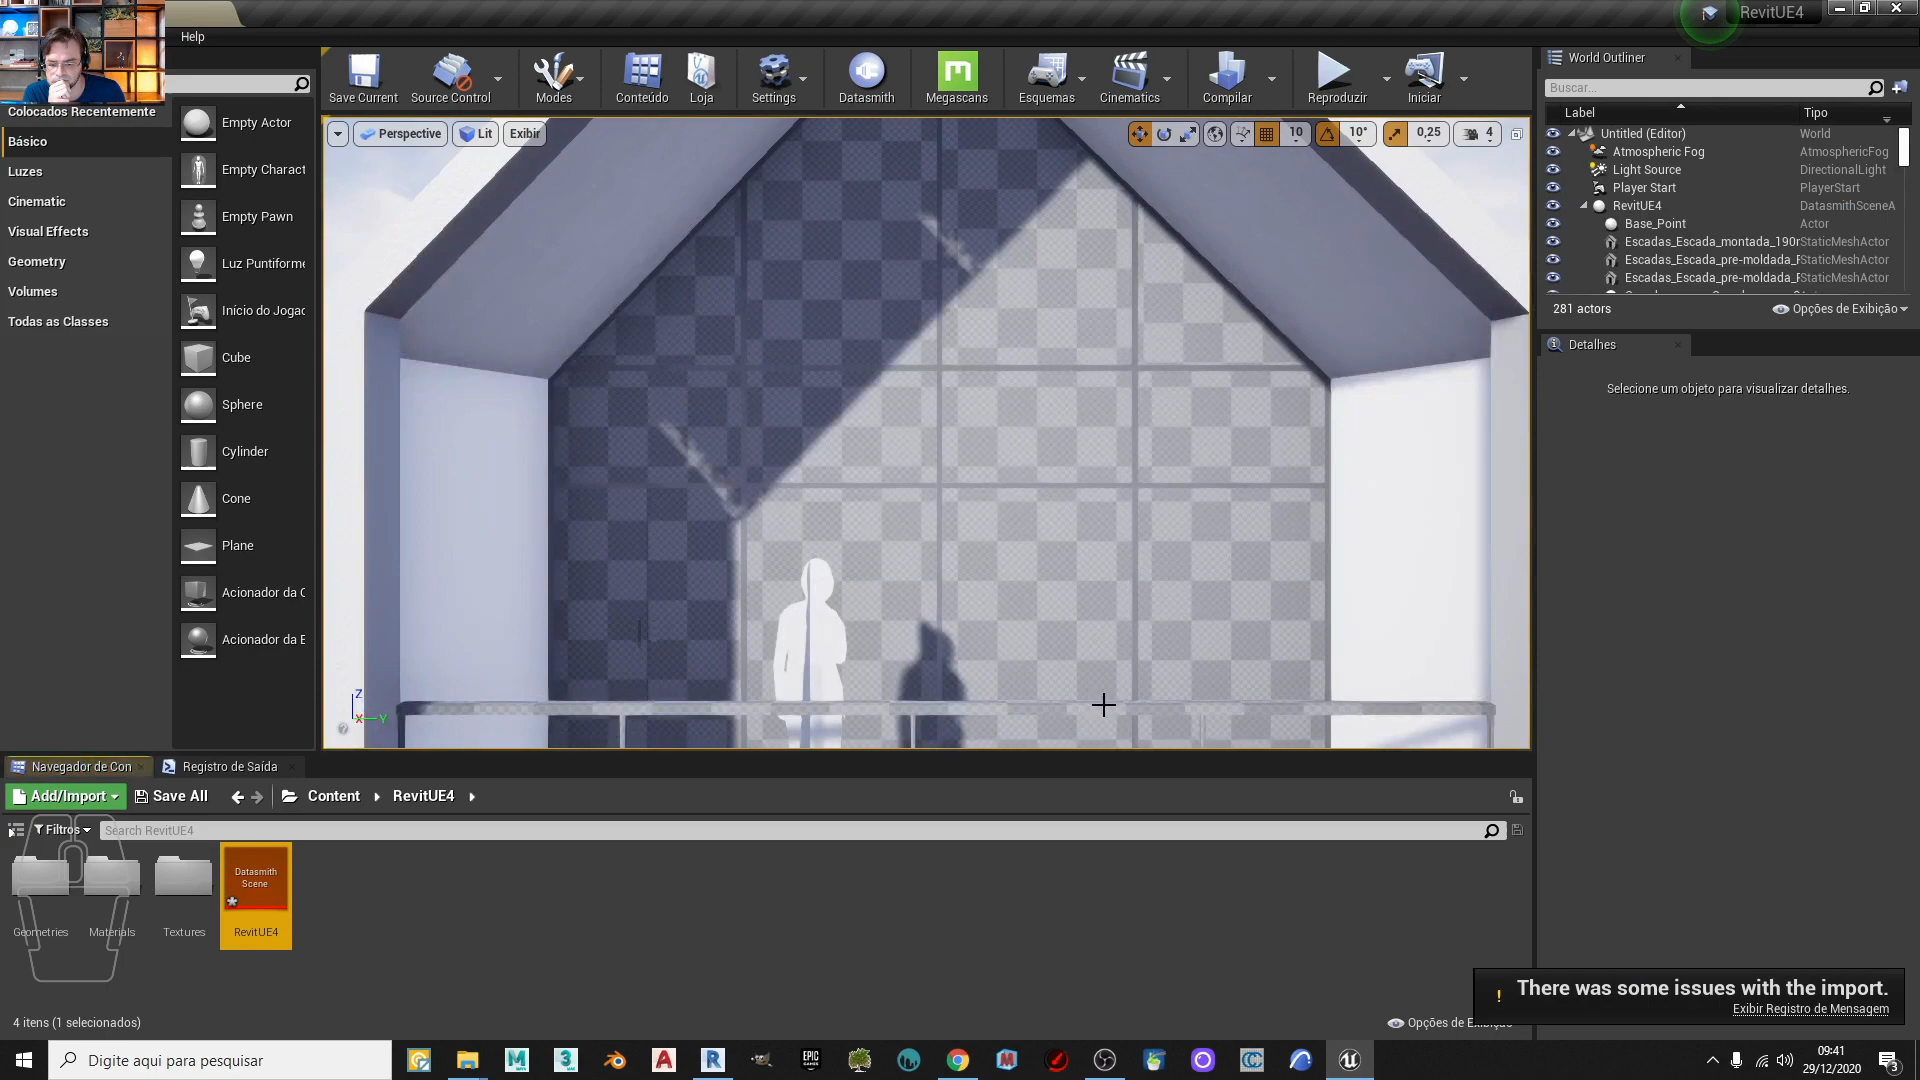 RevitUE4
Help
Save Current
Source Control
Modes
Conteúdo
Loja
Settings
Datasmith
Megascans
Esquemas
Cinematics
Compilar
Reproduzir
Iniciar
World Outliner
Buscar...
Label
Tipo
Untitled (Editor) World
Atmospheric Fog AtmosphericFog
Light Source DirectionalLight
Player Start PlayerStart
RevitUE4 DatasmithSceneA
Base_Point Actor
Escadas_Escada_montada_190r StaticMeshActor
Escadas_Escada_pre-moldada_F StaticMeshActor
Escadas_Escada_pre-moldada_F StaticMeshActor
281 actors
Opções de Exibição
Detalhes
Selecione um objeto para visualizar detalhes.
Colocados Recentemente
Básico
Luzes
Cinematic
Visual Effects
Geometry
Volumes
Todas as Classes
Empty Actor
Empty Charact
Empty Pawn
Luz Puntiforme
Início do Jogad
Cube
Sphere
Cylinder
Cone
Plane
Acionador da C
Acionador da E
Perspective
Lit
Exibir
10
10°
0,25
4
Z
X
Y
Navegador de Con
Registro de Saída
Add/Import
Save All
Content
RevitUE4
Filtros
Search RevitUE4
Datasmith
Scene
Geometries
Materials
Textures
RevitUE4
4 itens (1 selecionados)
Opções de Exibição
There was some issues with the import.
Exibir Registro de Mensagem
Digite aqui para pesquisar
EPIC
GAMES
09:41
29/12/2020
3